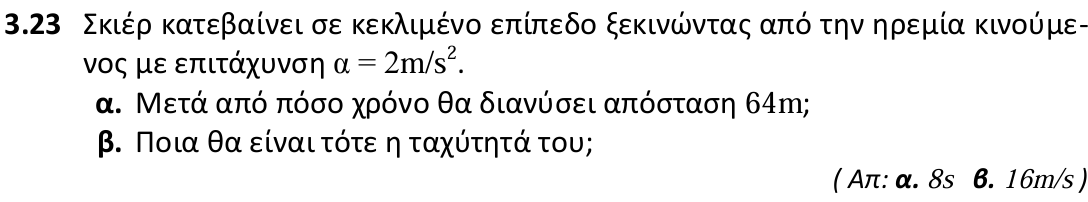 3.23 Σκιέρ κατεβαίνει σε κεκλιμένο επίπεδο ξεκινώντας από την ηρεμία κινούμε-
νος με επιτάχυνση α = 2m/s².
α. Μετά από πόσο χρόνο θα διανύσει απόσταση 64m;
β. Ποια θα είναι τότε η ταχύτητά του;
( Απ: α. 8s β. 16m/s )